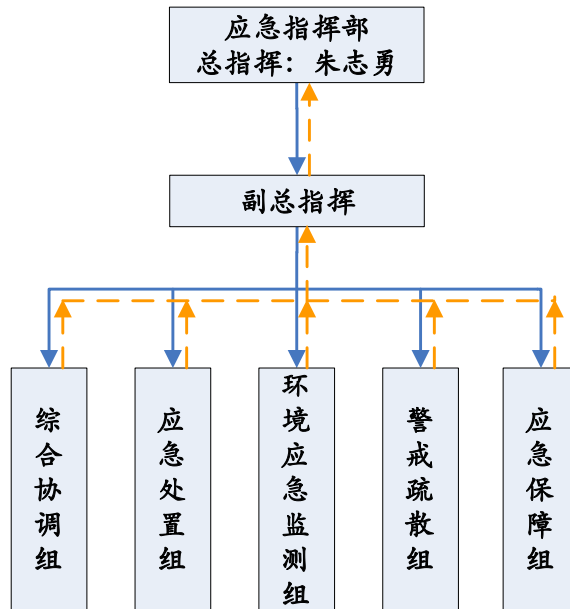 应急指挥部
总指挥：朱志勇
副总指挥
综合协调组
应急处置组
环境应急监测组
警戒疏散组
应急保障组